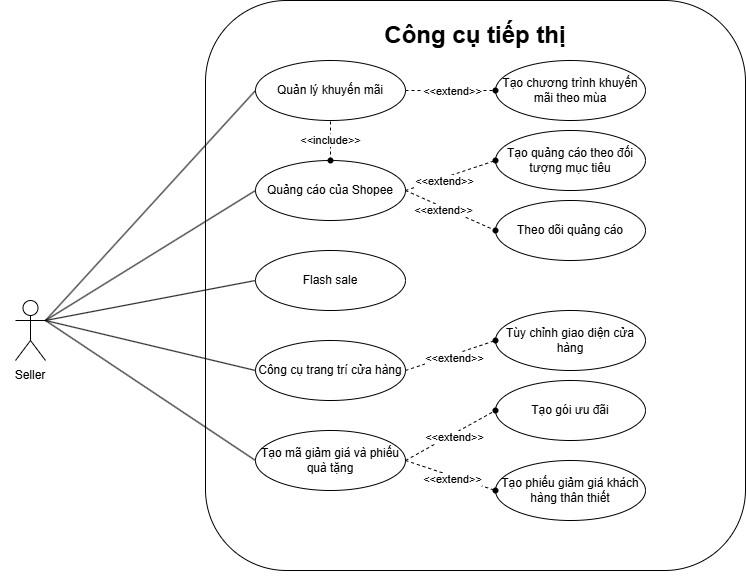 Công cụ tiếp thị
Quản lý khuyến mãi
<<extend>>
Tạo chương trình khuyến
mãi theo mùa
<<include>>
Quảng cáo của Shopee
<<extend>>
Tạo quảng cáo theo đối
tượng mục tiêu
<<extend>>
Theo dõi quảng cáo
Flash sale
Seller
Công cụ trang trí cửa hàng
<<extend>>
Tùy chỉnh giao diện cửa
hàng
Tạo mã giảm giá và phiếu
quà tặng
<<extend>>
Tạo gói ưu đãi
<<extend>>
Tạo phiếu giảm giá khách
hàng thân thiết